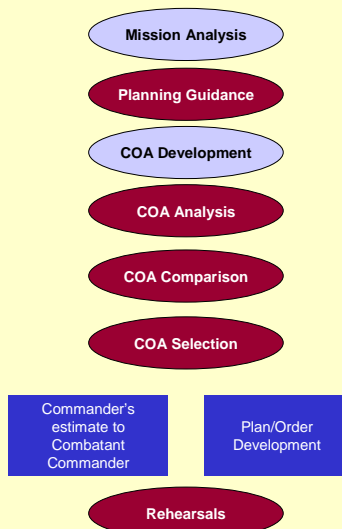 Mission Analysis
Planning Guidance
COA Development
COA Analysis
COA Comparison
COA Selection
Commander's
estimate to
Combatant
Commander
Plan/Order
Development
Rehearsals